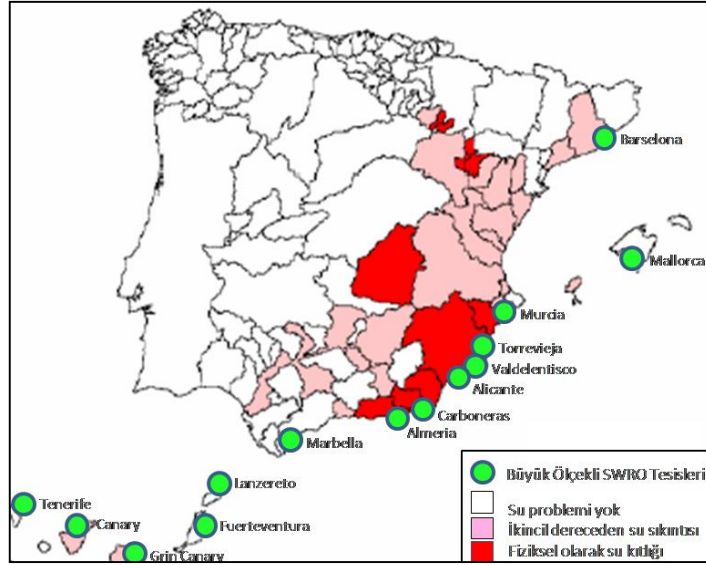 Barselona
Mallorca
Murcia
Torrevieja
Valdelentisco
Alicante
Carboneras
Almeria
Marbella
Lanzereto
Tenerife
Canary
Fuerteventura
Grin Canary
Büyük Ölçekli SWRO Tesisleri
Su problemi yok
İkincil dereceden su sıkıntısı
Fiziksel olarak su kıtlığı